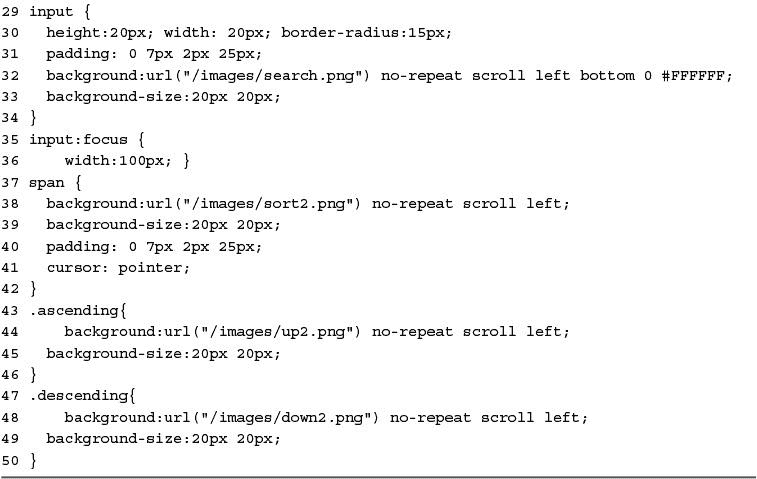 29 input {
30   height:20px; width: 20px; border-radius:15px;
31   padding: 0 7px 2px 25px;
32   background:url("/images/search.png") no-repeat scroll left bottom 0 #FFFFFF;
33   background-size:20px 20px;
34 }
35 input:focus {
36     width:100px; }
37 span {
38   background:url("/images/sort2.png") no-repeat scroll left;
39   background-size:20px 20px;
40   padding: 0 7px 2px 25px;
41   cursor: pointer;
42 }
43 .ascending{
44     background:url("/images/up2.png") no-repeat scroll left;
45   background-size:20px 20px;
46 }
47 .descending{
48     background:url("/images/down2.png") no-repeat scroll left;
49   background-size:20px 20px;
50 }